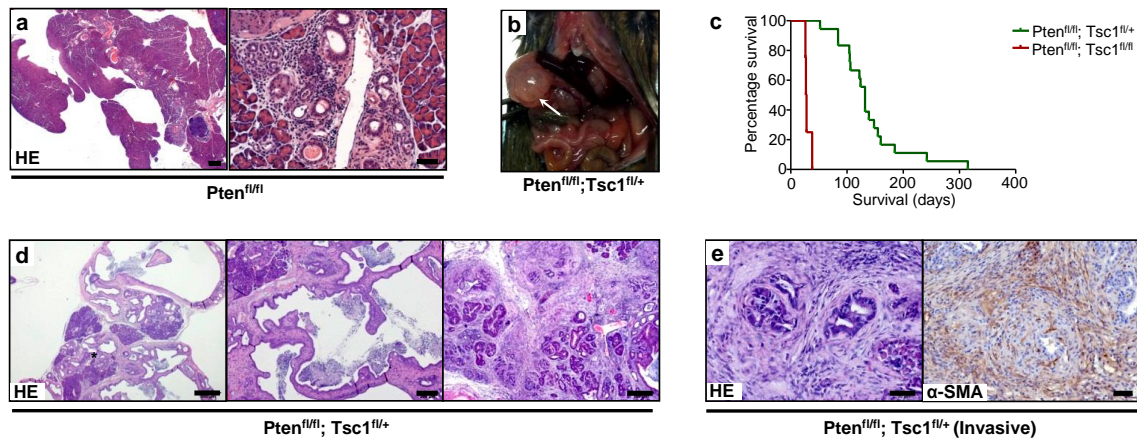 a
HE
Pten^fl/fl
b
Pten^fl/fl;Tsc1^fl/+
c
Percentage survival
100
80
60
40
20
0
0 100 200 300 400
Survival (days)
Pten^fl/fl; Tsc1^fl/+
Pten^fl/fl; Tsc1^fl/fl
d
*
HE
Pten^fl/fl; Tsc1^fl/+
e
HE
α-SMA
Pten^fl/fl; Tsc1^fl/+ (Invasive)